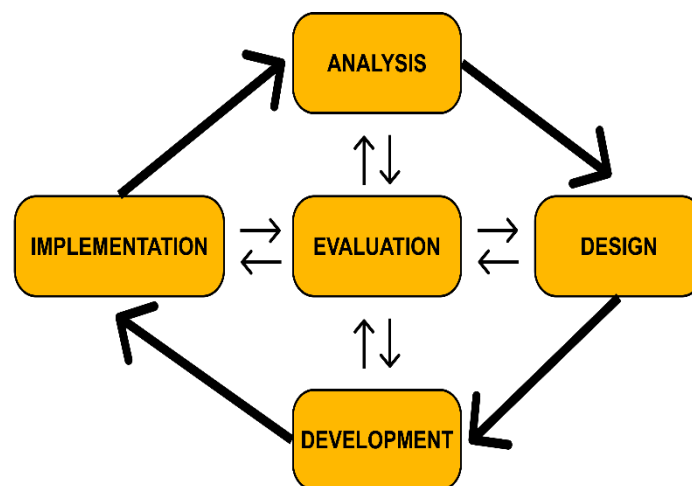 ANALYSIS
IMPLEMENTATION
EVALUATION
DESIGN
DEVELOPMENT